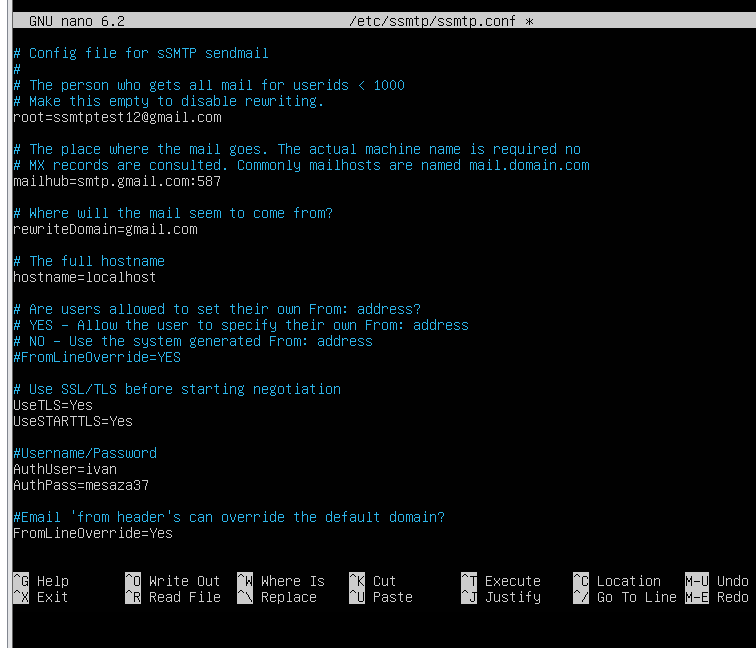 GNU nano 6.2 /etc/ssmtp/ssmtp.conf *
# Config file for sSMTP sendmail
#
# The person who gets all mail for userids < 1000
# Make this empty to disable rewriting.
root=ssmtptest12@gmail.com
# The place where the mail goes. The actual machine name is required no
# MX records are consulted. Commonly mailhosts are named mail.domain.com
mailhub=smtp.gmail.com:587
# Where will the mail seem to come from?
rewriteDomain=gmail.com
# The full hostname
hostname=localhost
# Are users allowed to set their own From: address?
# YES - Allow the user to specify their own From: address
# NO - Use the system generated From: address
#FromLineOverride=YES
# Use SSL/TLS before starting negotiation
UseTLS=Yes
UseSTARTTLS=Yes
#Username/Password
AuthUser=ivan
AuthPass=mesaza37
#Email 'from header's can override the default domain?
FromLineOverride=Yes
^G Help ^O Write Out ^W Where Is ^K Cut ^T Execute ^C Location M-U Undo
^X Exit ^R Read File ^\ Replace ^U Paste ^J Justify ^/ Go To Line M-E Redo